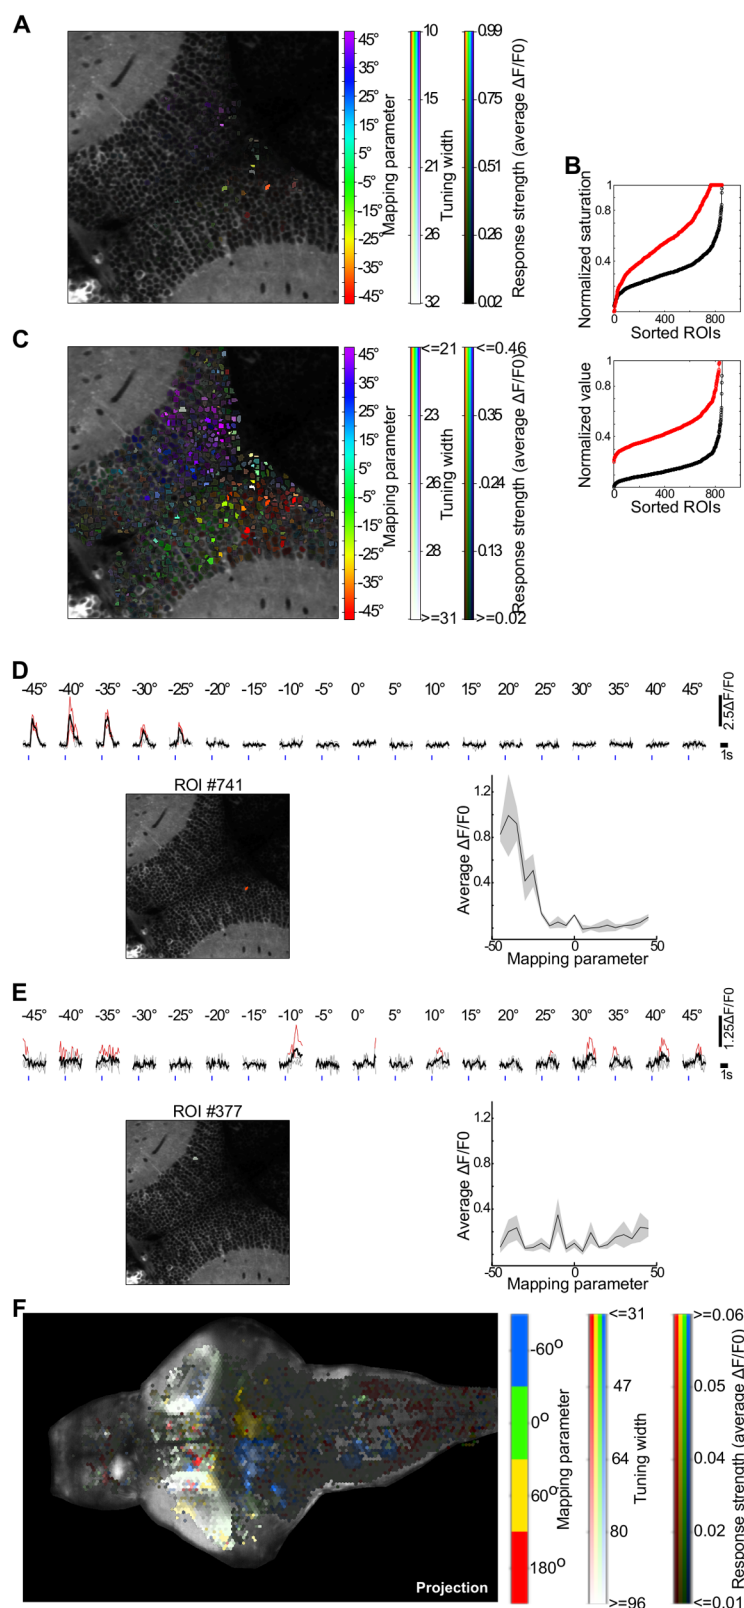 A
45°
35°
25°
15°
5°
-5°
-15°
-25°
-35°
-45°
Mapping parameter
10
15
21
26
32
Tuning width
0.99
0.75
0.51
0.26
0.02
Response strength (average ΔF/F0)
B
1
0.8
0.4
Normalized saturation
0
400
800
Sorted ROIs
1
0.8
0.4
Normalized value
0
400
800
Sorted ROIs
C
45°
35°
25°
15°
5°
-5°
-15°
-25°
-35°
-45°
Mapping parameter
<=21
23
26
28
>=31
Tuning width
<=0.46
0.35
0.24
0.13
>=0.02
Response strength (average ΔF/F0)
D
-45° -40° -35° -30° -25° -20° -15° -10° -5° 0° 5° 10° 15° 20° 25° 30° 35° 40° 45°
2.5ΔF/F0
1s
ROI #741
1.2
0.8
0.4
Average ΔF/F0
-50 0 50
Mapping parameter
E
-45° -40° -35° -30° -25° -20° -15° -10° -5° 0° 5° 10° 15° 20° 25° 30° 35° 40° 45°
1.25ΔF/F0
1s
ROI #377
1.2
0.8
0.4
Average ΔF/F0
-50 0 50
Mapping parameter
F
Projection
-60°
0°
60°
180°
Mapping parameter
<=31
47
64
80
>=96
Tuning width
>=0.06
0.05
0.04
0.02
<=0.01
Response strength (average ΔF/F0)